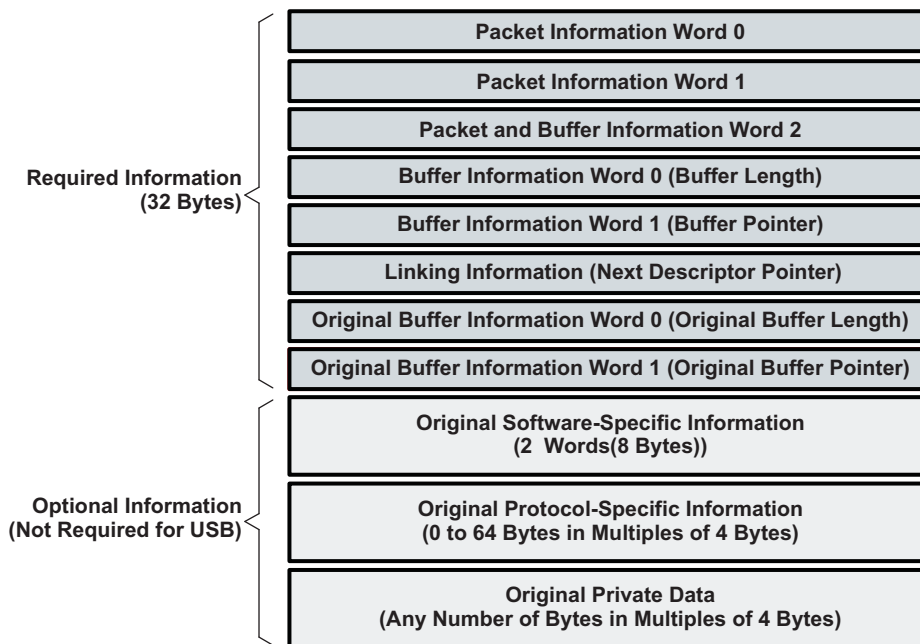 Packet Information Word 0
Packet Information Word 1
Packet and Buffer Information Word 2
Required Information
(32 Bytes)
Buffer Information Word 0 (Buffer Length)
Buffer Information Word 1 (Buffer Pointer)
Linking Information (Next Descriptor Pointer)
Original Buffer Information Word 0 (Original Buffer Length)
Original Buffer Information Word 1 (Original Buffer Pointer)
Original Software-Specific Information
(2 Words(8 Bytes))
Optional Information
(Not Required for USB)
Original Protocol-Specific Information
(0 to 64 Bytes in Multiples of 4 Bytes)
Original Private Data
(Any Number of Bytes in Multiples of 4 Bytes)